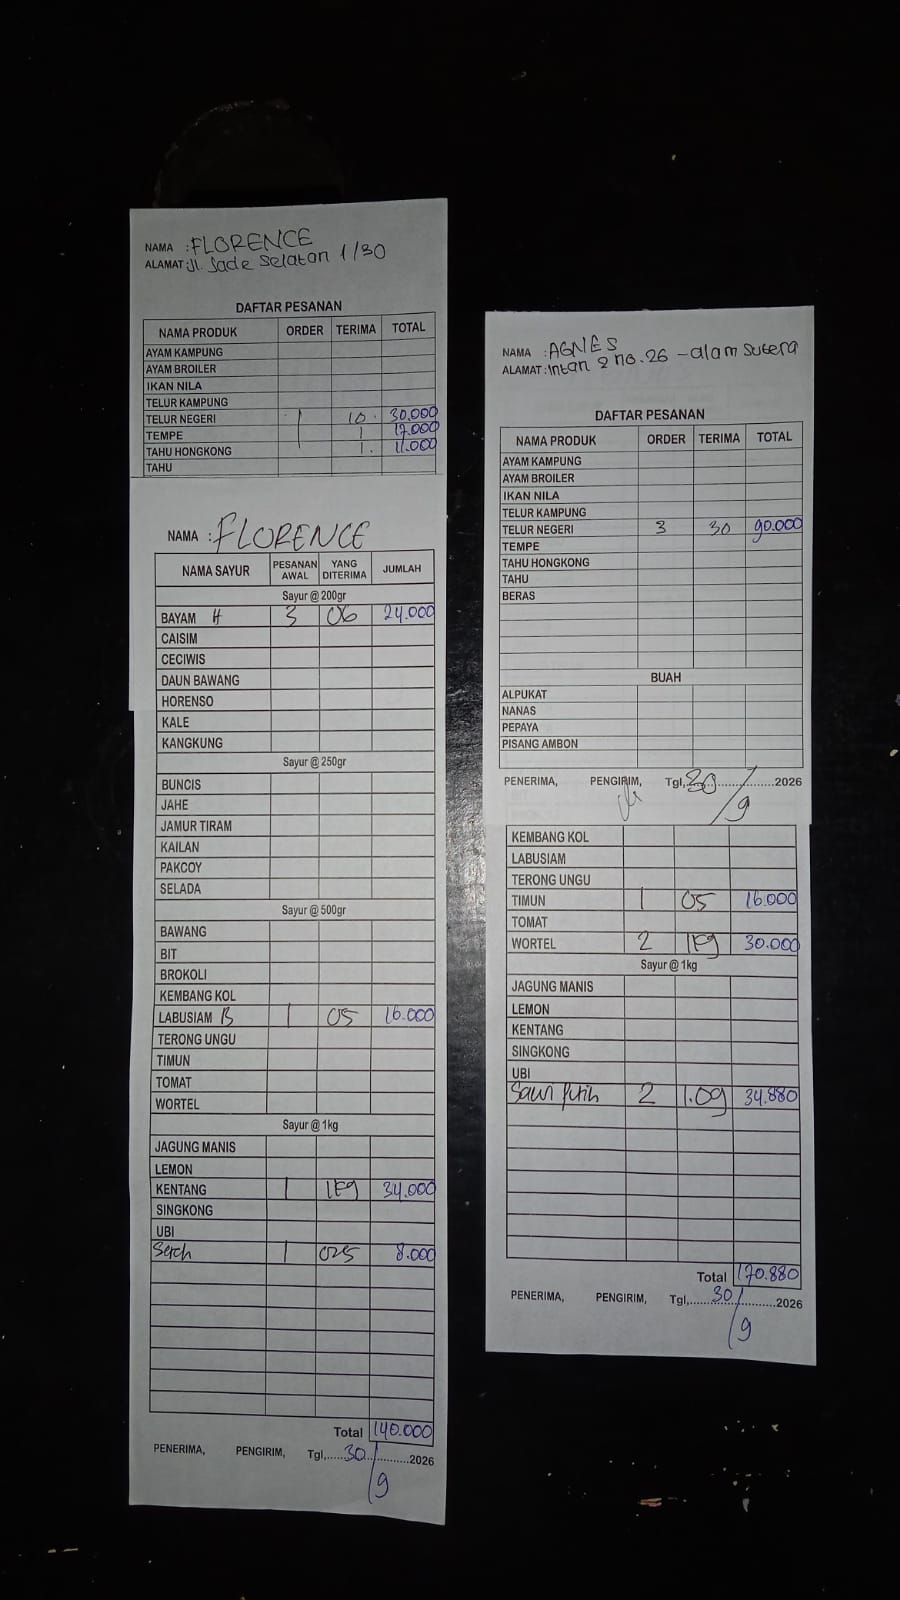 NAMA : FLORENCE
ALAMAT : Jl. Jade Selatan 1/30
DAFTAR PESANAN
NAMA PRODUK ORDER TERIMA TOTAL
AYAM KAMPUNG
AYAM BROILER
IKAN NILA
TELUR KAMPUNG
TELUR NEGERI 1 10 30.000
TEMPE 1 17.000
TAHU HONGKONG 1. 11.000
TAHU
NAMA : FLORENCE
NAMA SAYUR PESANAN AWAL YANG DITERIMA JUMLAH
Sayur @ 200gr
BAYAM H 3 06 24.000
CAISIM
CECIWIS
DAUN BAWANG
HORENSO
KALE
KANGKUNG
Sayur @ 250gr
BUNCIS
JAHE
JAMUR TIRAM
KAILAN
PAKCOY
SELADA
Sayur @ 500gr
BAWANG
BIT
BROKOLI
KEMBANG KOL
LABUSIAM B 1 05 16.000
TERONG UNGU
TIMUN
TOMAT
WORTEL
Sayur @ 1kg
JAGUNG MANIS
LEMON
KENTANG 1 1kg 34.000
SINGKONG
UBI
Sereh 1 025 8.000
Total 140.000
PENERIMA, PENGIRIM, Tgl,.....30/9..........2026
NAMA : AGNES
ALAMAT : Intan 2 no. 26 - alam sutera
DAFTAR PESANAN
NAMA PRODUK ORDER TERIMA TOTAL
AYAM KAMPUNG
AYAM BROILER
IKAN NILA
TELUR KAMPUNG
TELUR NEGERI 3 30 90.000
TEMPE
TAHU HONGKONG
TAHU
BERAS
BUAH
ALPUKAT
NANAS
PEPAYA
PISANG AMBON
PENERIMA, PENGIRIM, Tgl,..30/9..........2026
KEMBANG KOL
LABUSIAM
TERONG UNGU
TIMUN 1 05 16.000
TOMAT
WORTEL 2 1kg 30.000
Sayur @ 1kg
JAGUNG MANIS
LEMON
KENTANG
SINGKONG
UBI
Sawi putih 2 1.09 34.880
Total 170.880
PENERIMA, PENGIRIM, Tgl,.....30/9..........2026